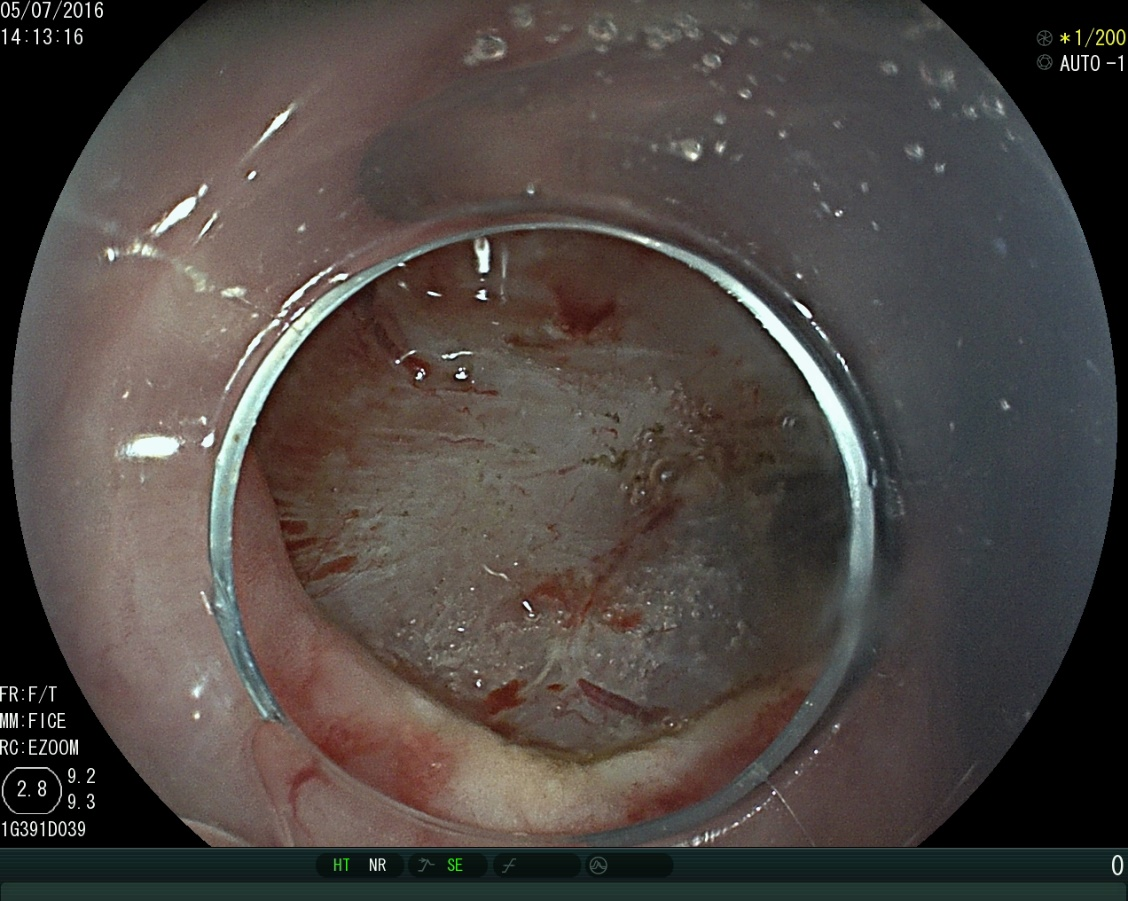 05/07/2016
14:13:16
*1/200
AUTO -1
FR:F/T
MM:FICE
RC:EZOOM
2.8
9.2
9.3
1G391D039
HT NR SE
0